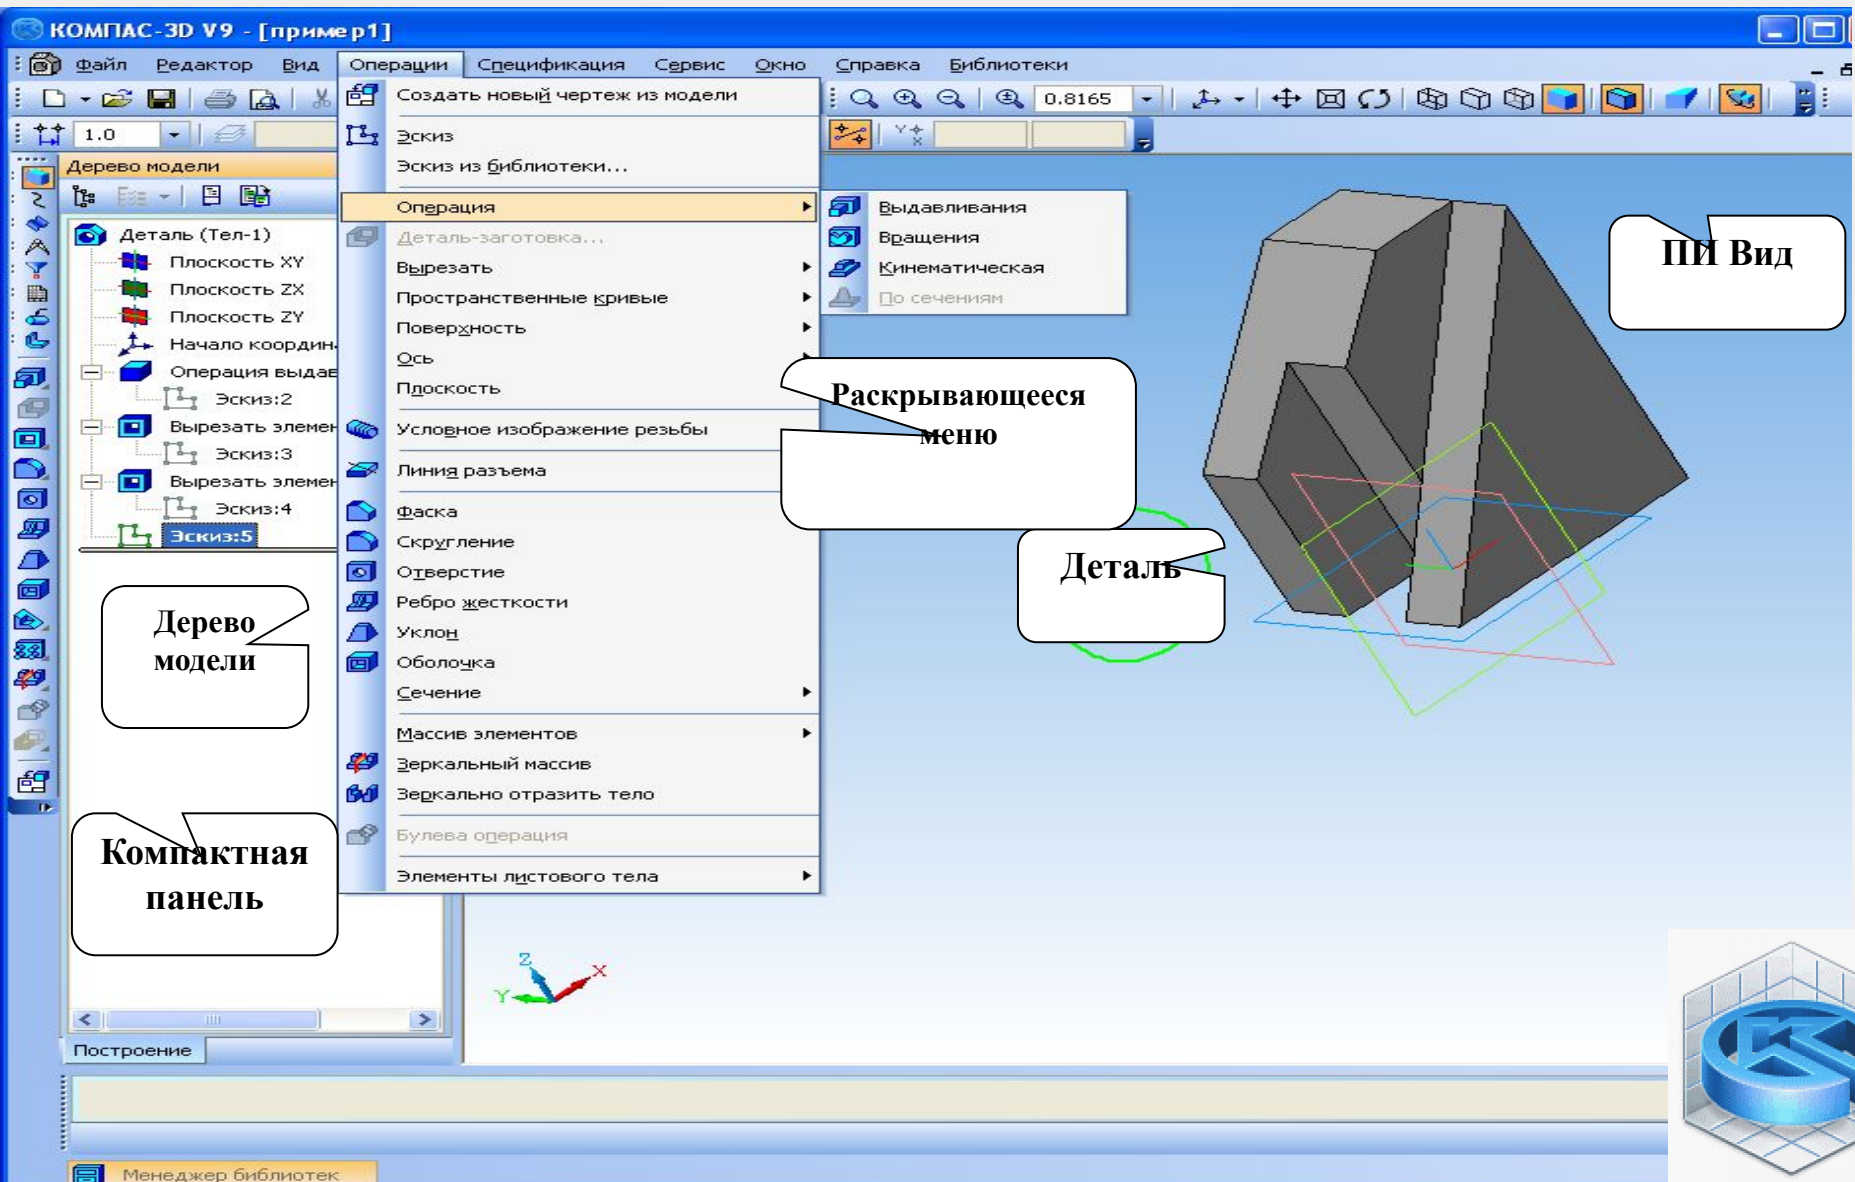 КОМПАС-3D V9 - [пример1]
Файл Редактор Вид Операции Спецификация Сервис Окно Справка Библиотеки
0.8165
1.0
Дерево модели
Деталь (Тел-1)
Плоскость XY
Плоскость ZX
Плоскость ZY
Начало координ
Операция выдав
Эскиз:2
Вырезать элемен
Эскиз:3
Вырезать элемен
Эскиз:4
Эскиз:5
Создать новый чертеж из модели
Эскиз
Эскиз из библиотеки...
Операция
Деталь-заготовка...
Вырезать
Пространственные кривые
Поверхность
Ось
Плоскость
Условное изображение резьбы
Линия разъема
Фаска
Скругление
Отверстие
Ребро жесткости
Уклон
Оболочка
Сечение
Массив элементов
Зеркальный массив
Зеркально отразить тело
Булева операция
Элементы листового тела
Выдавливания
Вращения
Кинематическая
По сечениям
ПИ Вид
Раскрывающееся
меню
Деталь
Дерево
модели
Компактная
панель
Z
X
Y
Построение
Менеджер библиотек